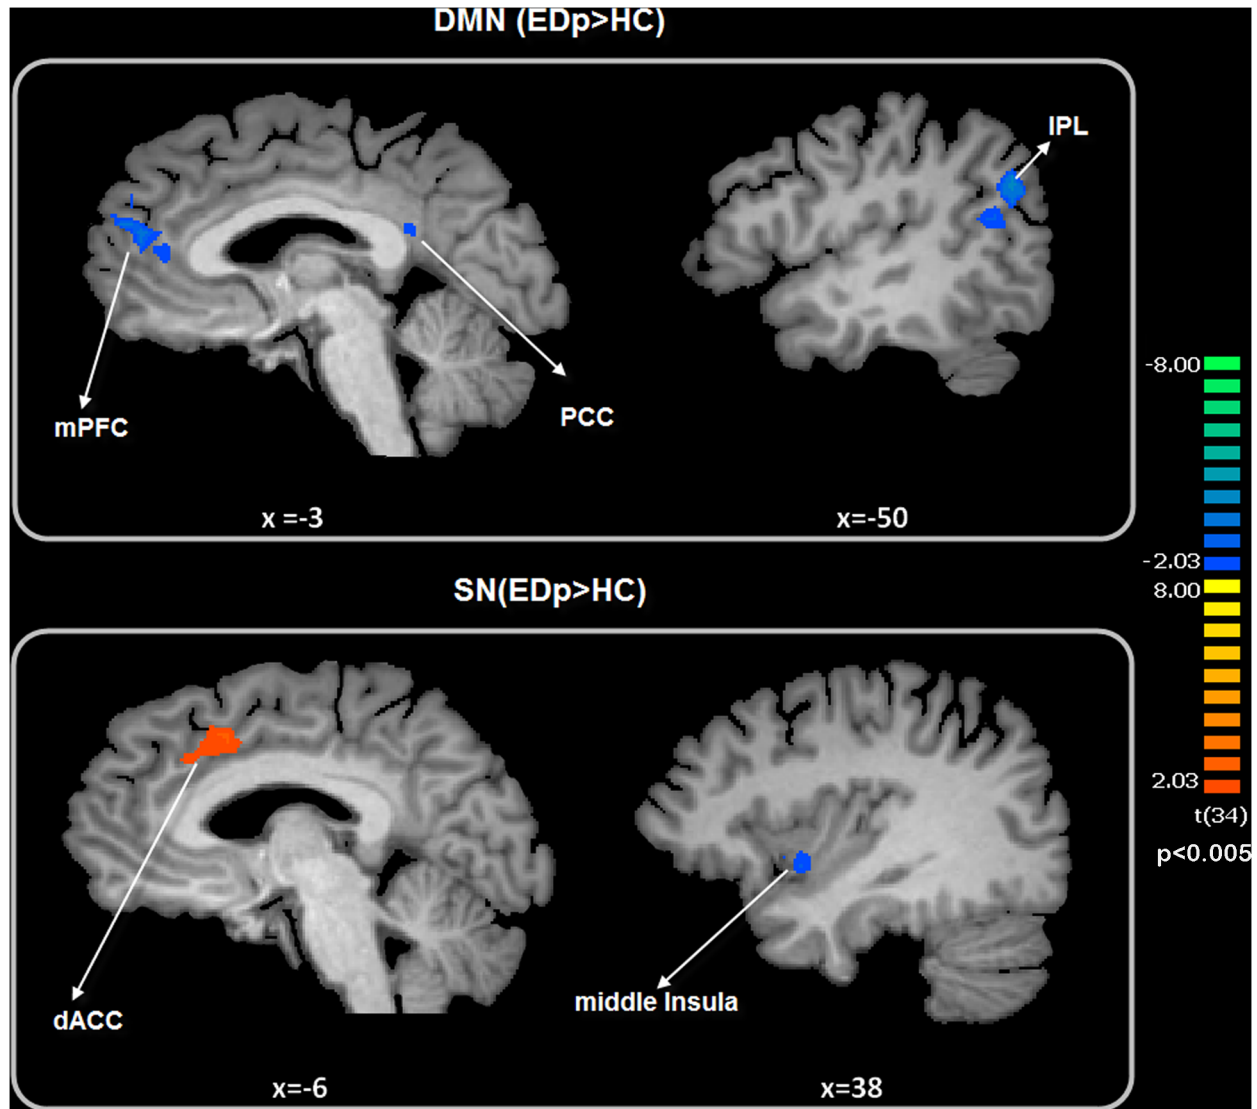 DMN (EDp>HC)
IPL
mPFC
PCC
x =-3
x=-50
-8.00
-2.03
8.00
SN(EDp>HC)
2.03
t(34)
p<0.005
dACC
middle Insula
x=-6
x=38